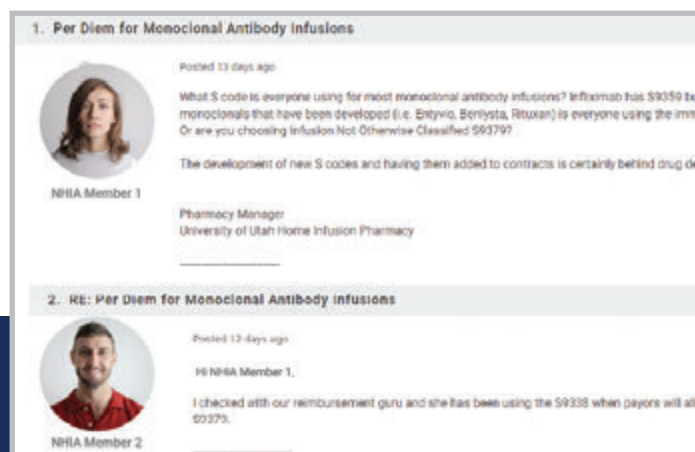 1. Per Diem for Monoclonal Antibody Infusions
Posted 13 days ago
What S code is everyone using for most monoclonal antibody infusions? Infliximab has S9359 bu
monoclonals that have been developed (i.e. Entyvio, Benlysta, Rituxan) is everyone using the imm
Or are you choosing Infusion Not Otherwise Classified S9379?
The development of new S codes and having them added to contracts is certainly behind drug de
NHIA Member 1
Pharmacy Manager
University of Utah Home Infusion Pharmacy
2. RE: Per Diem for Monoclonal Antibody Infusions
Posted 12 days ago
Hi NHIA Member 1,
I checked with our reimbursement guru and she has been using the S9338 when payors will all
S9379.
NHIA Member 2